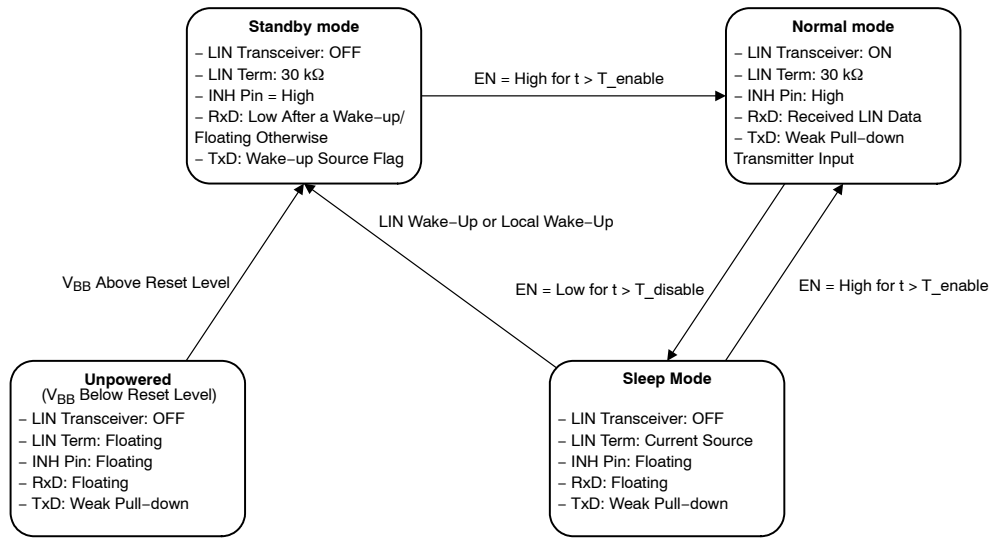 Standby mode
– LIN Transceiver: OFF
– LIN Term: 30 kΩ
– INH Pin = High
– RxD: Low After a Wake−up/
Floating Otherwise
– TxD: Wake−up Source Flag
EN = High for t > T_enable
Normal mode
– LIN Transceiver: ON
– LIN Term: 30 kΩ
– INH Pin: High
– RxD: Received LIN Data
– TxD: Weak Pull−down
Transmitter Input
LIN Wake−Up or Local Wake−Up
VBB Above Reset Level
EN = Low for t > T_disable
EN = High for t > T_enable
Unpowered
(VBB Below Reset Level)
– LIN Transceiver: OFF
– LIN Term: Floating
– INH Pin: Floating
– RxD: Floating
– TxD: Weak Pull−down
Sleep Mode
– LIN Transceiver: OFF
– LIN Term: Current Source
– INH Pin: Floating
– RxD: Floating
– TxD: Weak Pull−down